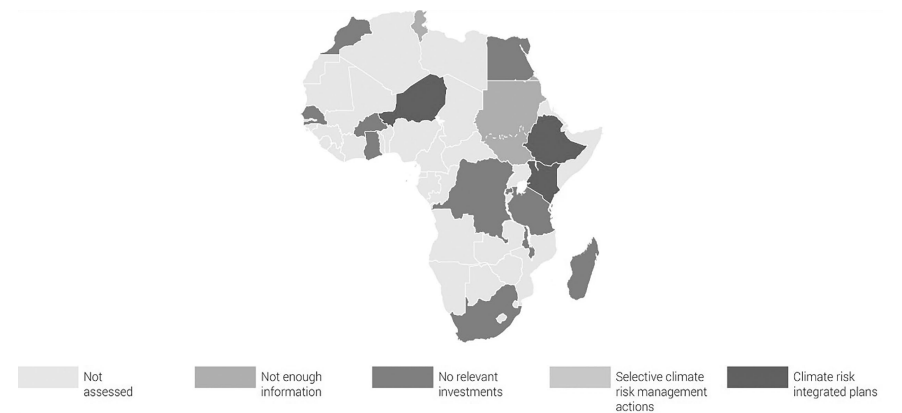 Not
assessed
Not enough
information
No relevant
investments
Selective climate
risk management
actions
Climate risk
integrated plans